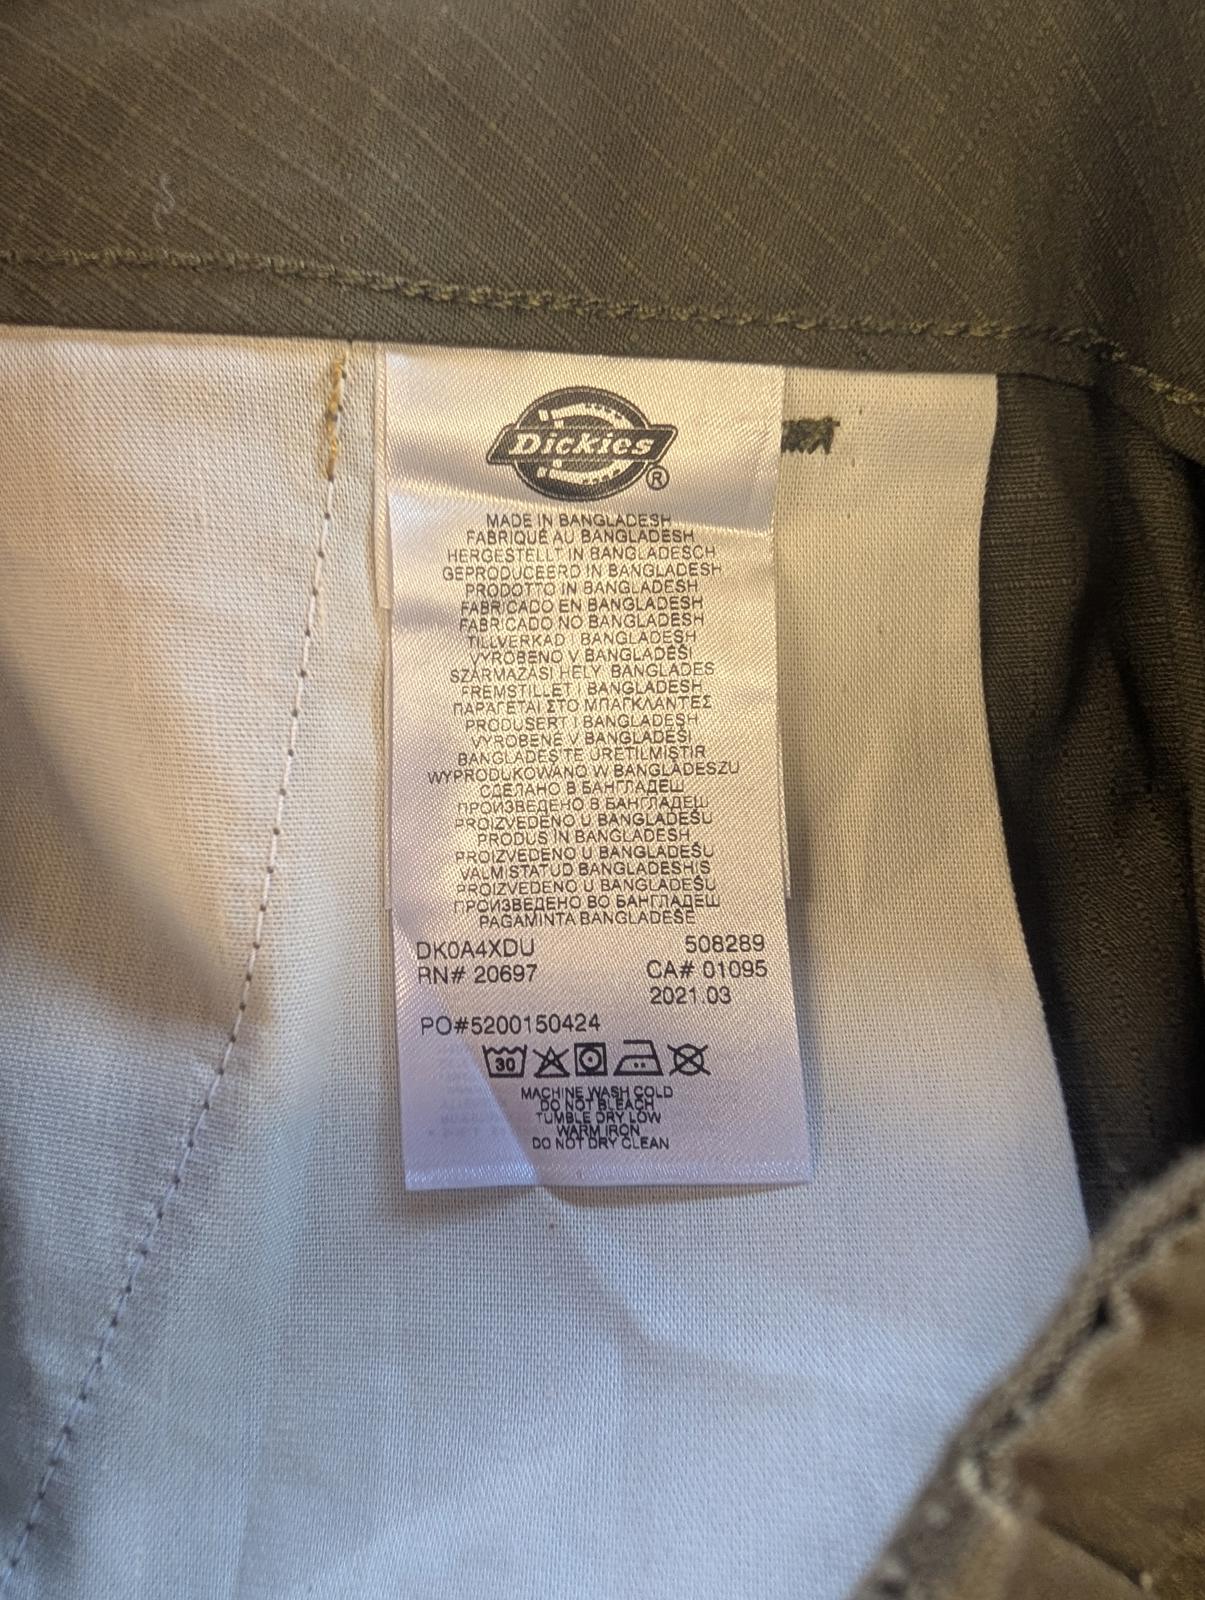 Dickies
®
MADE IN BANGLADESH
FABRIQUÉ AU BANGLADESH
HERGESTELLT IN BANGLADESCH
GEPRODUCEERD IN BANGLADESH
PRODOTTO IN BANGLADESH
FABRICADO EN BANGLADESH
FABRICADO NO BANGLADESH
TILLVERKAD I BANGLADESH
VYROBENO V BANGLADÉŠI
SZÁRMAZÁSI HELY BANGLADES
FREMSTILLET I BANGLADESH
ΠΑΡΑΓΕΤΑΙ ΣΤΟ ΜΠΑΓΚΛΑΝΤΕΣ
PRODUSERT I BANGLADESH
VYROBENÉ V BANGLADÉŠI
BANGLADEŞ'TE ÜRETİLMİŞTİR
WYPRODUKOWANO W BANGLADESZU
СДЕЛАНО В БАНГЛАДЕШ
ПРОИЗВЕДЕНО В БАНГЛАДЕШ
PROIZVEDENO U BANGLADEŠU
PRODUS IN BANGLADESH
PROIZVEDENO U BANGLADEŠU
VALMISTATUD BANGLADESHIS
PROIZVEDENO U BANGLADEŠU
ПРОИЗВЕДЕНО ВО БАНГЛАДЕШ
PAGAMINTA BANGLADEŠE
DK0A4XDU 508289
RN# 20697 CA# 01095
2021.03
PO#5200150424
30
MACHINE WASH COLD
DO NOT BLEACH
TUMBLE DRY LOW
WARM IRON
DO NOT DRY CLEAN